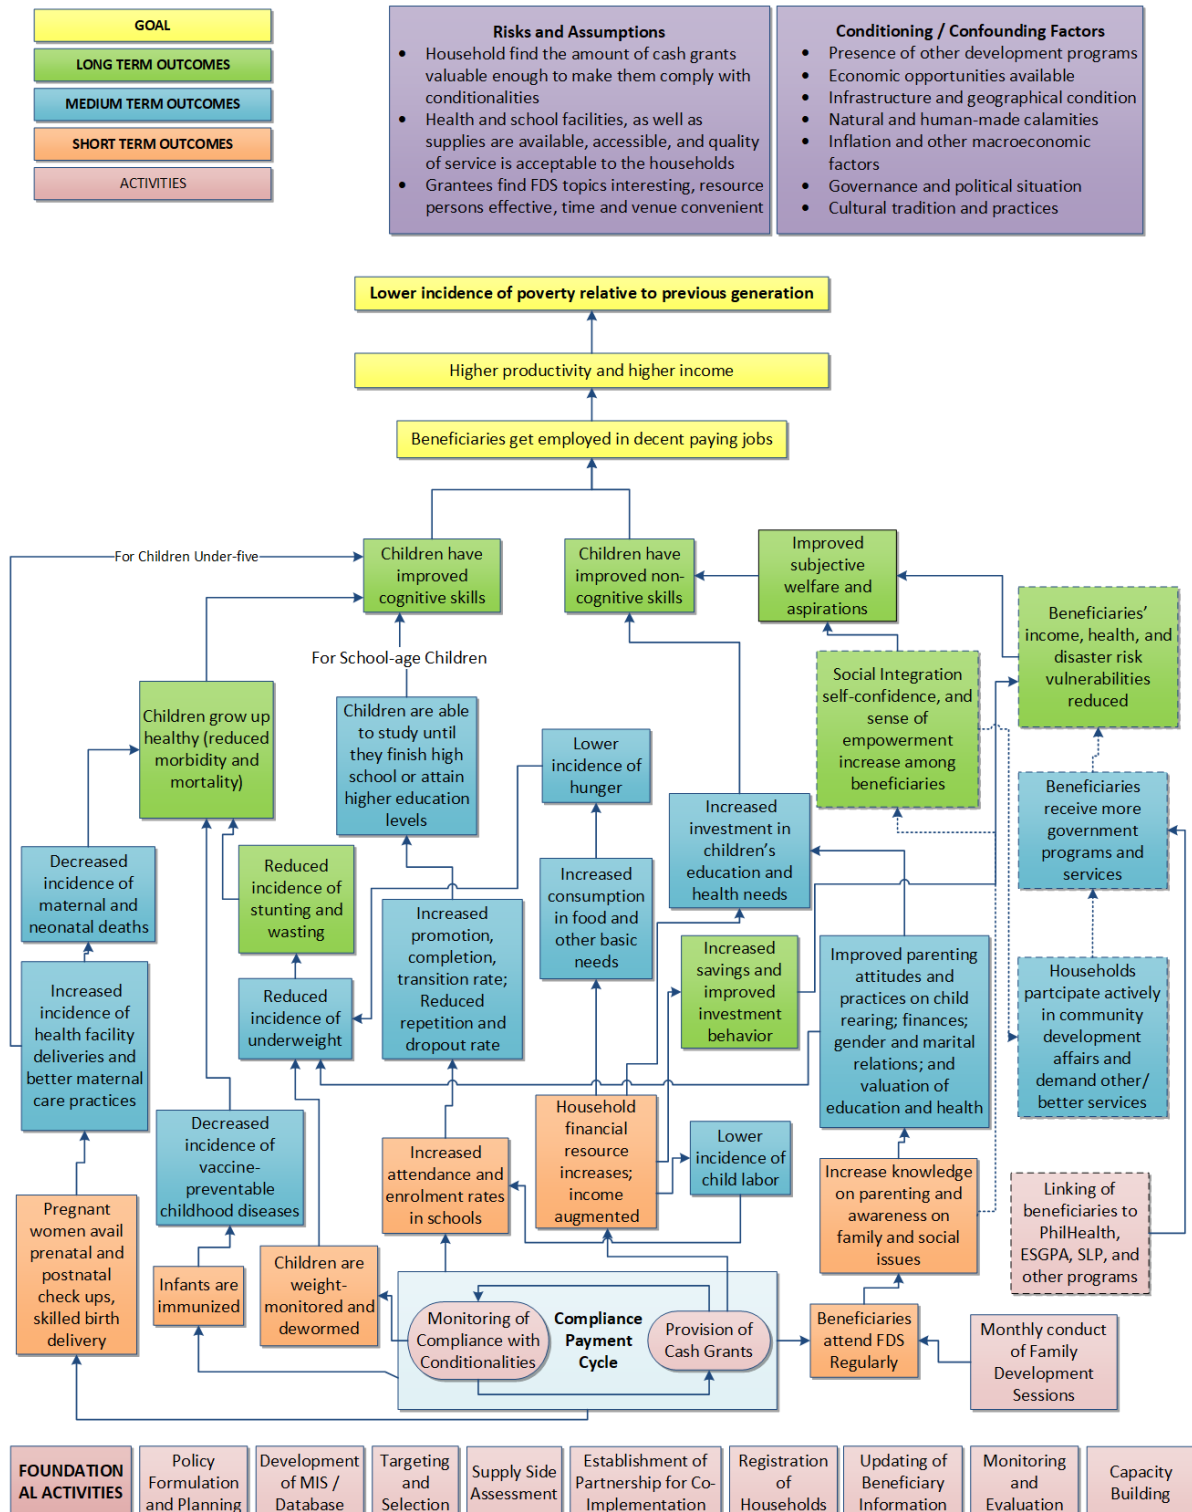 GOAL
LONG TERM OUTCOMES
MEDIUM TERM OUTCOMES
SHORT TERM OUTCOMES
ACTIVITIES
Risks and Assumptions
• Household find the amount of cash grants
valuable enough to make them comply with
conditionalities
• Health and school facilities, as well as
supplies are available, accessible, and quality
of service is acceptable to the households
• Grantees find FDS topics interesting, resource
persons effective, time and venue convenient
Conditioning / Confounding Factors
• Presence of other development programs
• Economic opportunities available
• Infrastructure and geographical condition
• Natural and human-made calamities
• Inflation and other macroeconomic
factors
• Governance and political situation
• Cultural tradition and practices
Lower incidence of poverty relative to previous generation
Higher productivity and higher income
Beneficiaries get employed in decent paying jobs
For Children Under-five
Children have
improved
cognitive skills
Children have
improved non-
cognitive skills
Improved
subjective
welfare and
aspirations
Beneficiaries’
income, health, and
disaster risk
vulnerabilities
reduced
For School-age Children
Social Integration
self-confidence, and
sense of
empowerment
increase among
beneficiaries
Children grow up
healthy (reduced
morbidity and
mortality)
Children are able
to study until
they finish high
school or attain
higher education
levels
Lower
incidence of
hunger
Increased
investment in
children’s
education and
health needs
Beneficiaries
receive more
government
programs and
services
Decreased
incidence of
maternal and
neonatal deaths
Reduced
incidence of
stunting and
wasting
Increased
promotion,
completion,
transition rate;
Reduced
repetition and
dropout rate
Increased
consumption
in food and
other basic
needs
Increased
savings and
improved
investment
behavior
Improved parenting
attitudes and
practices on child
rearing; finances;
gender and marital
relations; and
valuation of
education and health
Households
partcipate actively
in community
development
affairs and
demand other/
better services
Increased
incidence of
health facility
deliveries and
better maternal
care practices
Reduced
incidence of
underweight
Decreased
incidence of
vaccine-
preventable
childhood diseases
Increased
attendance and
enrolment rates
in schools
Household
financial
resource
increases;
income
augmented
Lower
incidence of
child labor
Increase knowledge
on parenting and
awareness on
family and social
issues
Linking of
beneficiaries to
PhilHealth,
ESGPA, SLP, and
other programs
Pregnant
women avail
prenatal and
postnatal
check ups,
skilled birth
delivery
Infants are
immunized
Children are
weight-
monitored and
dewormed
Monitoring of
Compliance with
Conditionalities
Compliance
Payment
Cycle
Provision of
Cash Grants
Beneficiaries
attend FDS
Regularly
Monthly conduct
of Family
Development
Sessions
FOUNDATION
AL ACTIVITIES
Policy
Formulation
and Planning
Development
of MIS /
Database
Targeting
and
Selection
Supply Side
Assessment
Establishment of
Partnership for Co-
Implementation
Registration
of
Households
Updating of
Beneficiary
Information
Monitoring
and
Evaluation
Capacity
Building